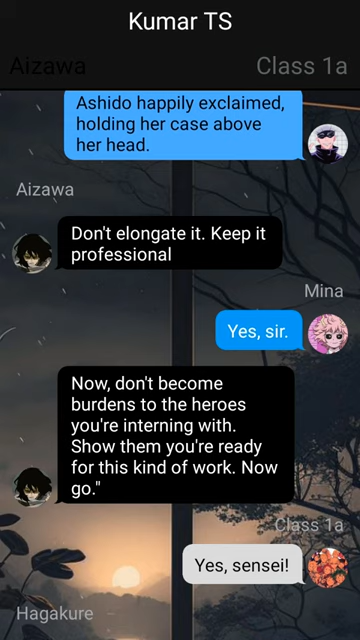 Kumar TS
Aizawa
Class 1a
Ashido happily exclaimed,
holding her case above
her head.
Aizawa
Don't elongate it. Keep it
professional
Mina
Yes, sir.
Now, don't become
burdens to the heroes
you're interning with.
Show them you're ready
for this kind of work. Now
go."
Class 1a
Yes, sensei!
Hagakure